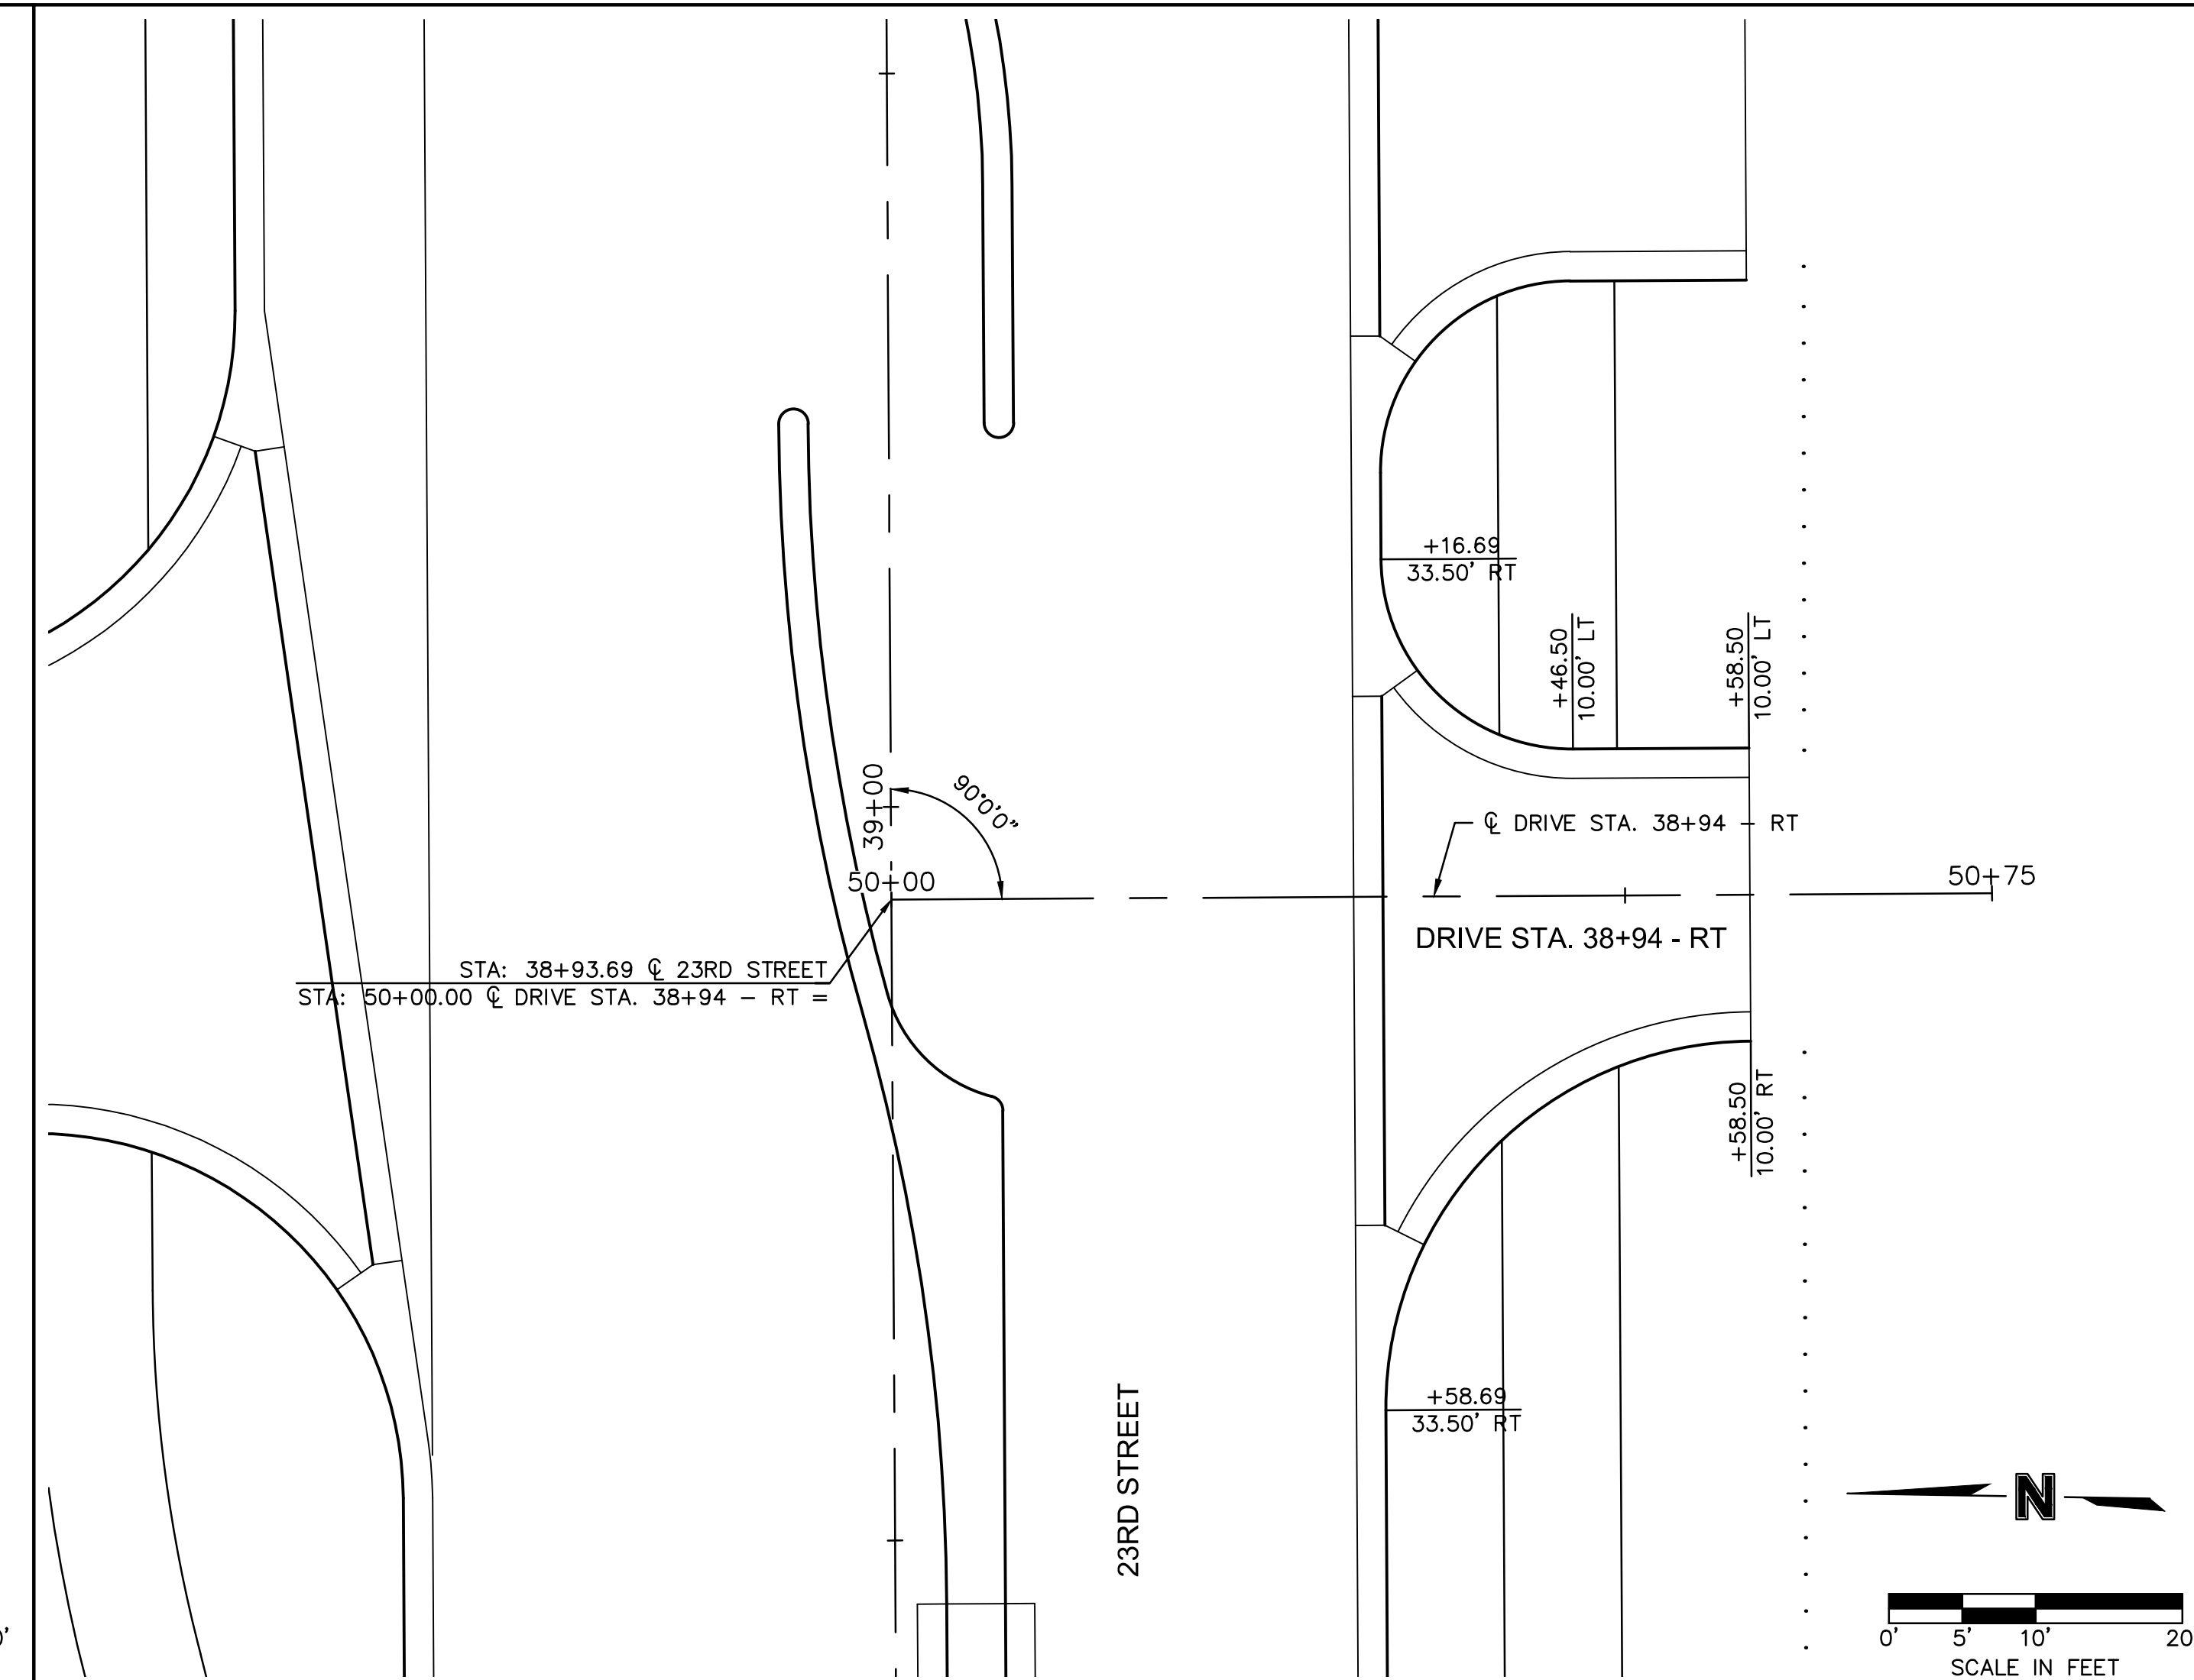 +16.69
33.50' RT
+46.50
10.00' LT
+58.50
10.00' LT
39+00
90°0'0"
℄ DRIVE STA. 38+94 – RT
50+00
50+75
DRIVE STA. 38+94 - RT
STA: 38+93.69 ℄ 23RD STREET
STA: 50+00.00 ℄ DRIVE STA. 38+94 – RT =
+58.50
10.00' RT
+58.69
33.50' RT
23RD STREET
N
0' 5' 10' 20
SCALE IN FEET